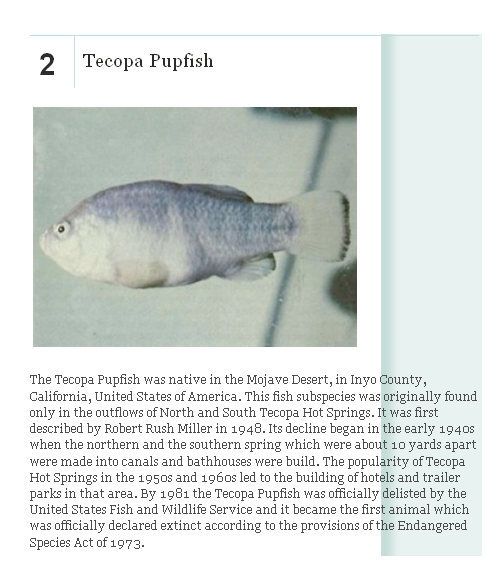 2 Tecopa Pupfish
The Tecopa Pupfish was native in the Mojave Desert, in Inyo County,
California, United States of America. This fish subspecies was originally found
only in the outflows of North and South Tecopa Hot Springs. It was first
described by Robert Rush Miller in 1948. Its decline began in the early 1940s
when the northern and the southern spring which were about 10 yards apart
were made into canals and bathhouses were build. The popularity of Tecopa
Hot Springs in the 1950s and 1960s led to the building of hotels and trailer
parks in that area. By 1981 the Tecopa Pupfish was officially delisted by the
United States Fish and Wildlife Service and it became the first animal which
was officially declared extinct according to the provisions of the Endangered
Species Act of 1973.